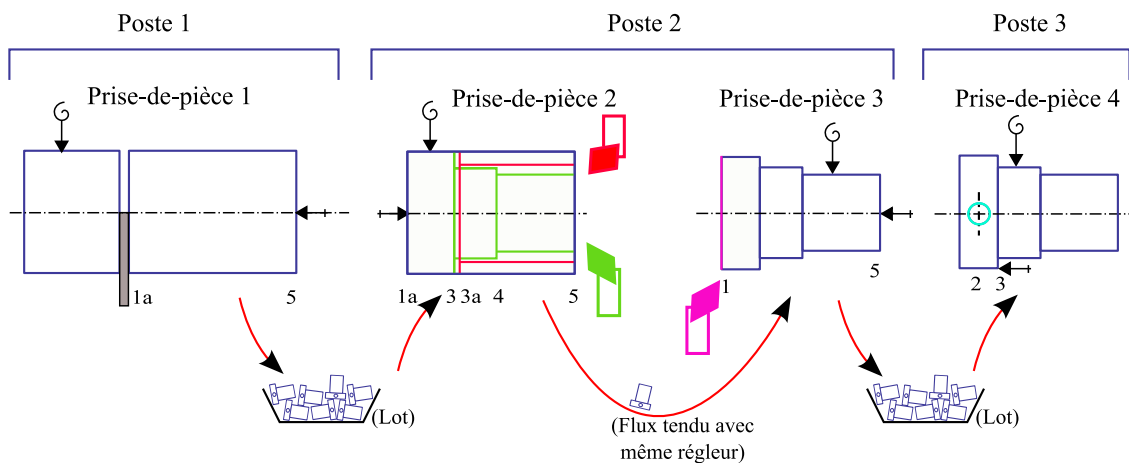 Poste 1
Poste 2
Poste 3
Prise-de-pièce 1
Prise-de-pièce 2
Prise-de-pièce 3
Prise-de-pièce 4
1a
5
1a
3
3a
4
5
1
5
2
3
(Lot)
(Flux tendu avec
même régleur)
(Lot)